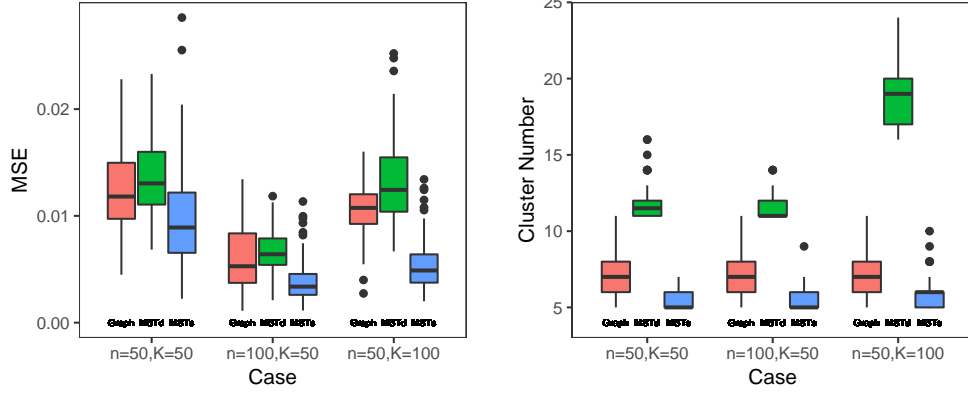 MSE
0.02
0.01
0.00
Graph MSTd MSTs Graph MSTd MSTs Graph MSTd MSTs
n=50,K=50 n=100,K=50 n=50,K=100
Case
Cluster Number
25
20
15
10
5
Graph MSTd MSTs Graph MSTd MSTs Graph MSTd MSTs
n=50,K=50 n=100,K=50 n=50,K=100
Case